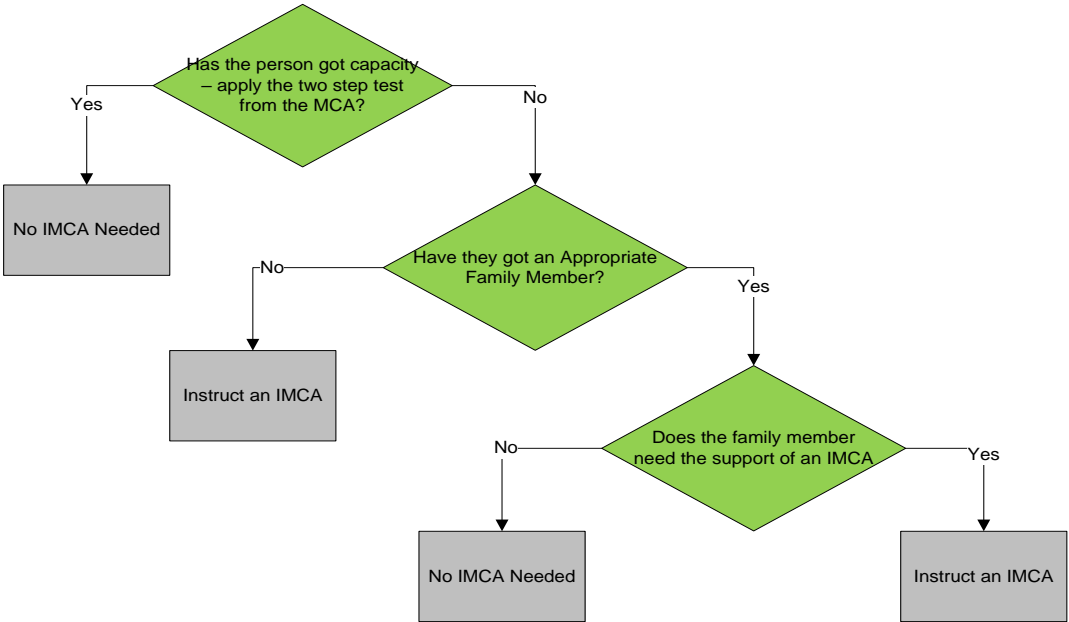 Has the person got capacity
– apply the two step test
from the MCA?
Yes
No
No IMCA Needed
Have they got an Appropriate
Family Member?
No
Yes
Instruct an IMCA
Does the family member
need the support of an IMCA
No
Yes
No IMCA Needed
Instruct an IMCA